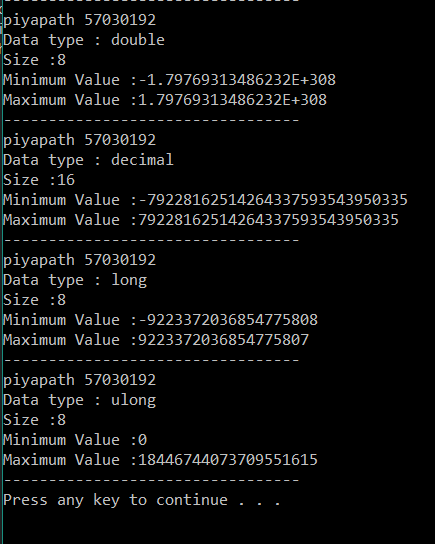 ---------------------------------
piyapath 57030192
Data type : double
Size :8
Minimum Value :-1.79769313486232E+308
Maximum Value :1.79769313486232E+308
---------------------------------
piyapath 57030192
Data type : decimal
Size :16
Minimum Value :-79228162514264337593543950335
Maximum Value :79228162514264337593543950335
---------------------------------
piyapath 57030192
Data type : long
Size :8
Minimum Value :-9223372036854775808
Maximum Value :9223372036854775807
---------------------------------
piyapath 57030192
Data type : ulong
Size :8
Minimum Value :0
Maximum Value :18446744073709551615
---------------------------------
Press any key to continue . . .